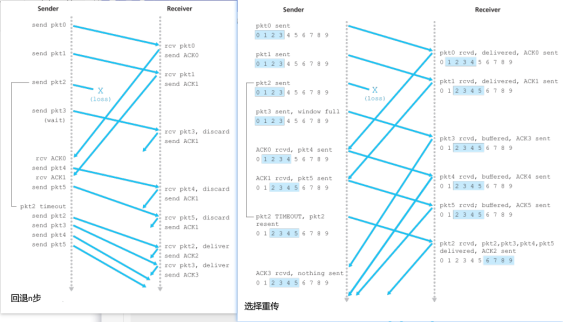 Sender
Receiver
send pkt0
rcv pkt0
send ACK0
send pkt1
rcv pkt1
send ACK1
send pkt2
X
(loss)
send pkt3
(wait)
rcv pkt3, discard
send ACK1
rcv ACK0
send pkt4
rcv ACK1
send pkt5
rcv pkt4, discard
send ACK1
pkt2 timeout
send pkt2
send pkt3
send pkt4
send pkt5
rcv pkt5, discard
send ACK1
rcv pkt2, deliver
send ACK2
rcv pkt3, deliver
send ACK3
回退n步
Sender
Receiver
pkt0 sent
0 1 2 3 4 5 6 7 8 9
pkt0 rcvd, delivered, ACK0 sent
0 1 2 3 4 5 6 7 8 9
pkt1 sent
0 1 2 3 4 5 6 7 8 9
pkt1 rcvd, delivered, ACK1 sent
0 1 2 3 4 5 6 7 8 9
pkt2 sent
0 1 2 3 4 5 6 7 8 9
X
(loss)
pkt3 sent, window full
0 1 2 3 4 5 6 7 8 9
pkt3 rcvd, buffered, ACK3 sent
0 1 2 3 4 5 6 7 8 9
ACK0 rcvd, pkt4 sent
0 1 2 3 4 5 6 7 8 9
ACK1 rcvd, pkt5 sent
0 1 2 3 4 5 6 7 8 9
pkt4 rcvd, buffered, ACK4 sent
0 1 2 3 4 5 6 7 8 9
pkt5 rcvd, buffered, ACK5 sent
0 1 2 3 4 5 6 7 8 9
pkt2 TIMEOUT, pkt2
resent
0 1 2 3 4 5 6 7 8 9
pkt2 rcvd, pkt2,pkt3,pkt4,pkt5
delivered, ACK2 sent
0 1 2 3 4 5 6 7 8 9
ACK3 rcvd, nothing sent
0 1 2 3 4 5 6 7 8 9
选择重传